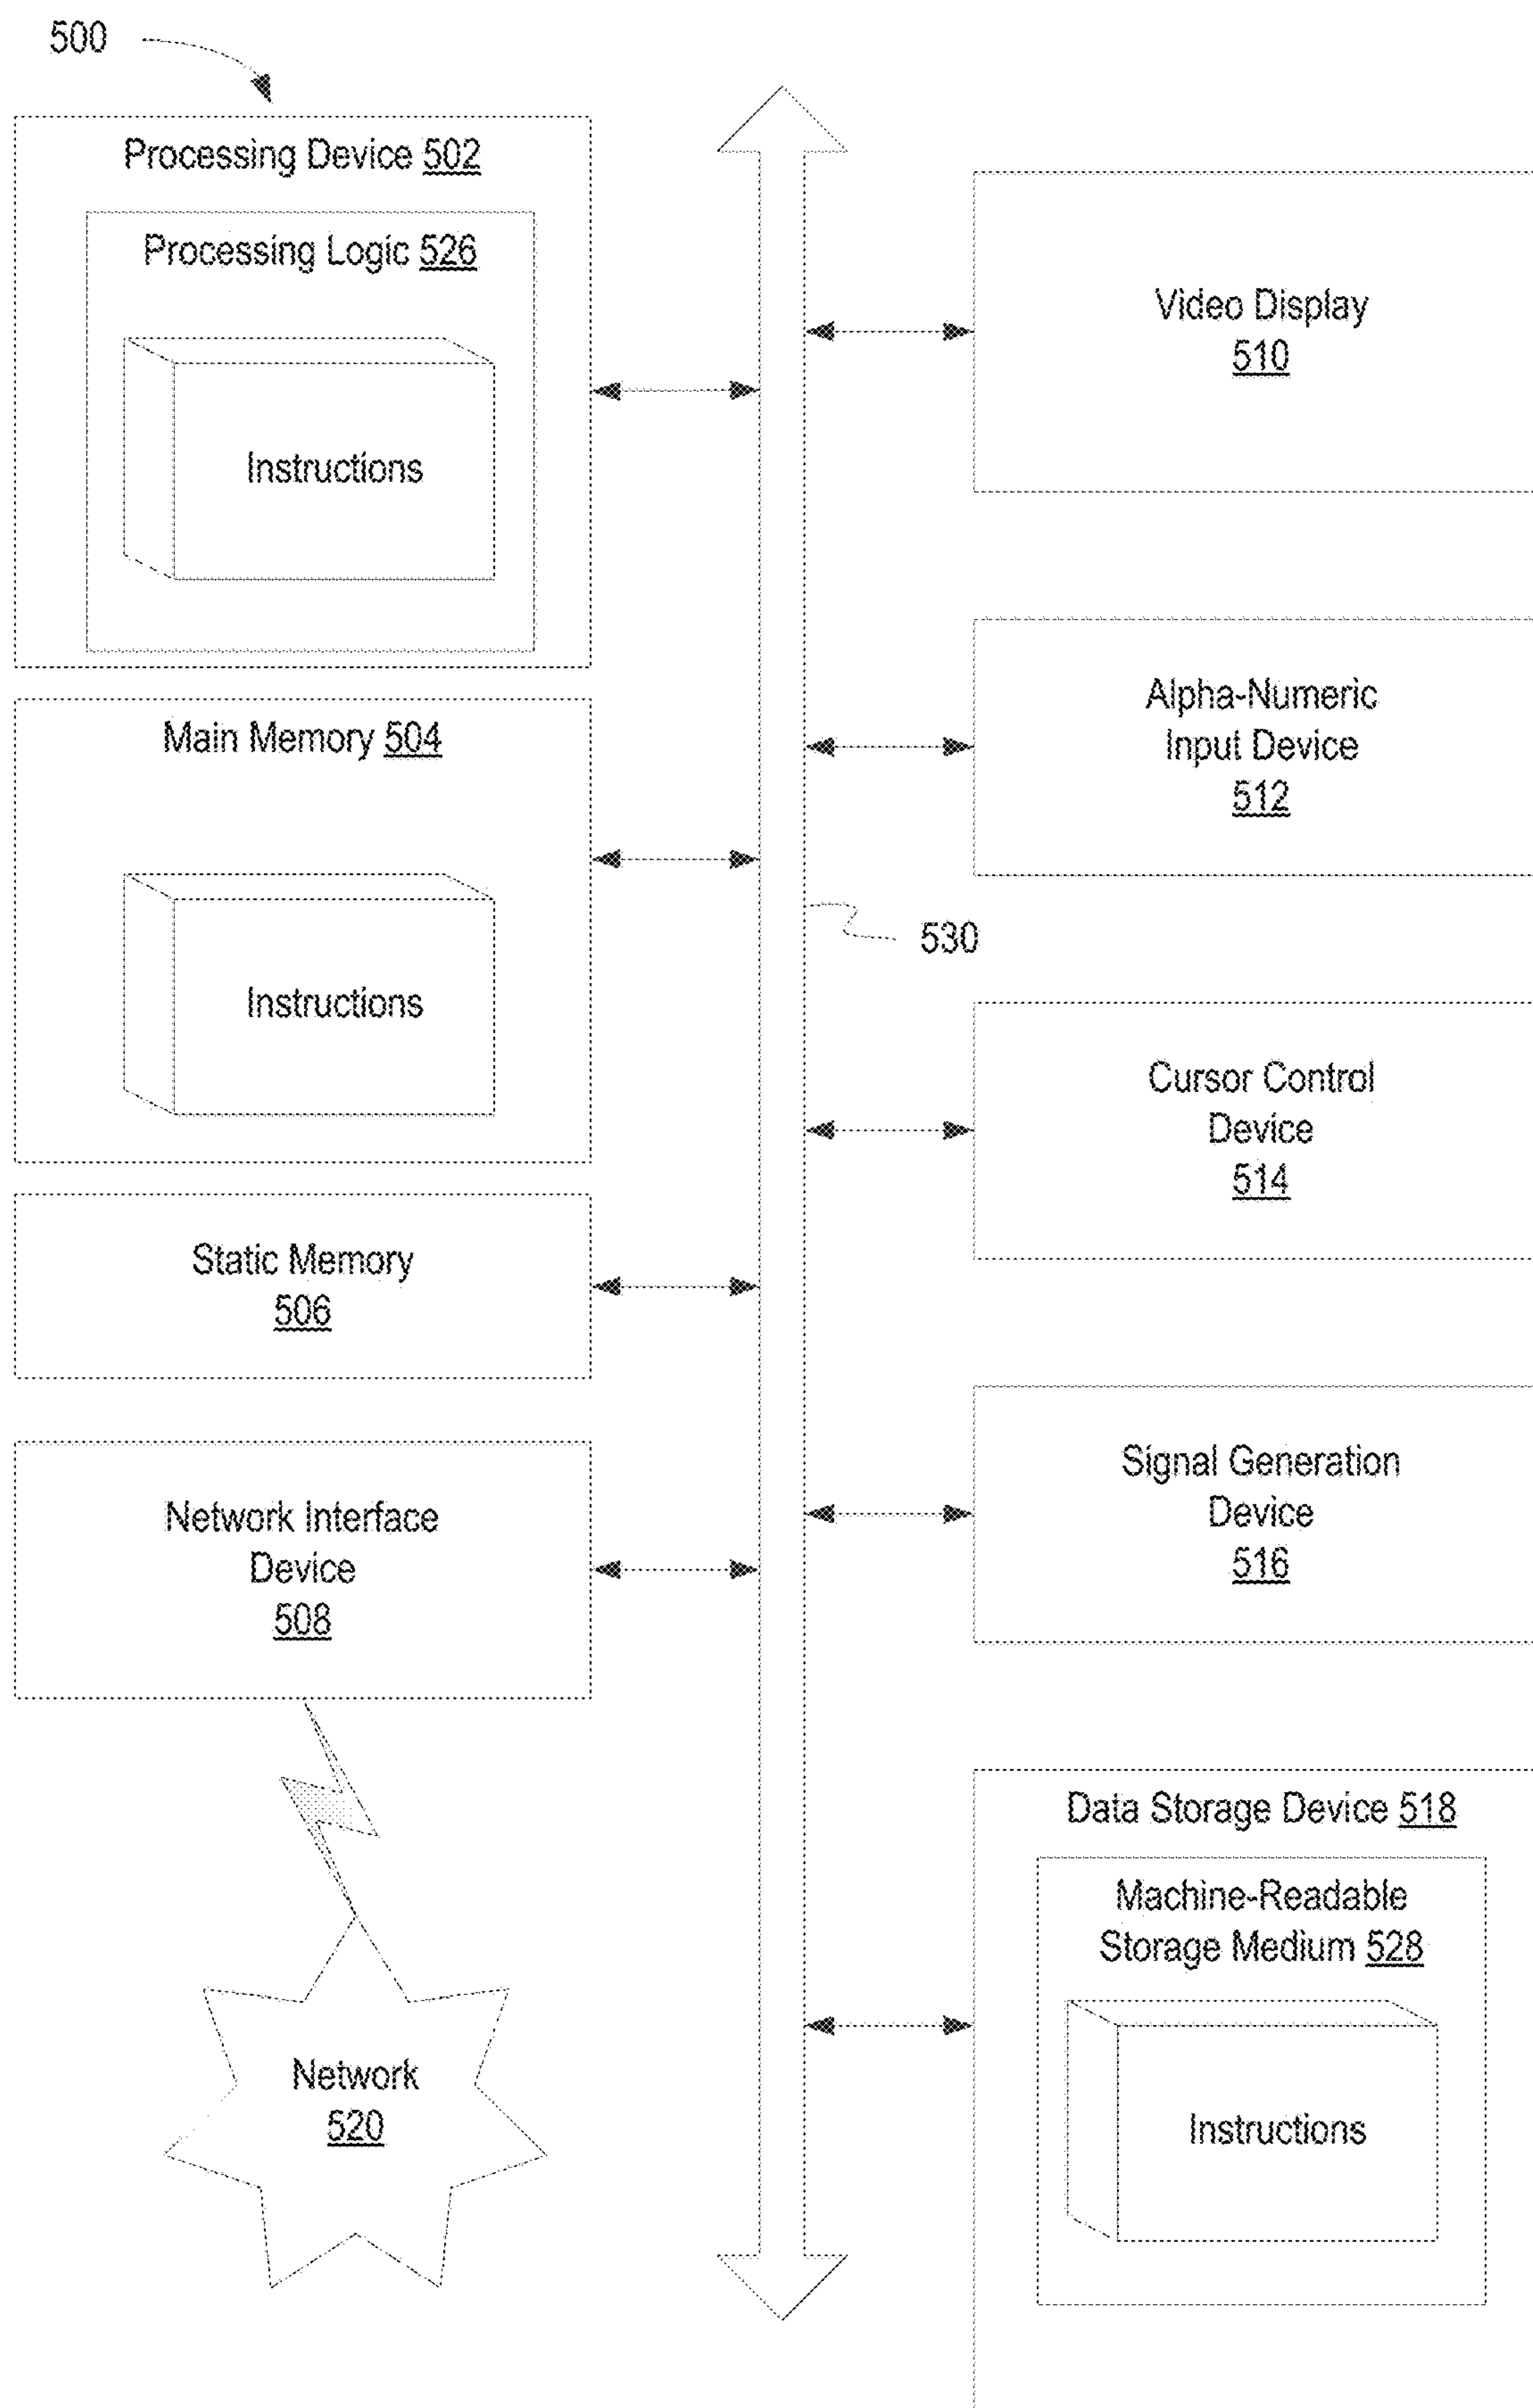 500
Processing Device 502
Processing Logic 526
Instructions
Main Memory 504
Instructions
Static Memory
506
Network Interface
Device
508
Network
520
530
Video Display
510
Alpha-Numeric
Input Device
512
Cursor Control
Device
514
Signal Generation
Device
516
Data Storage Device 518
Machine-Readable
Storage Medium 528
Instructions